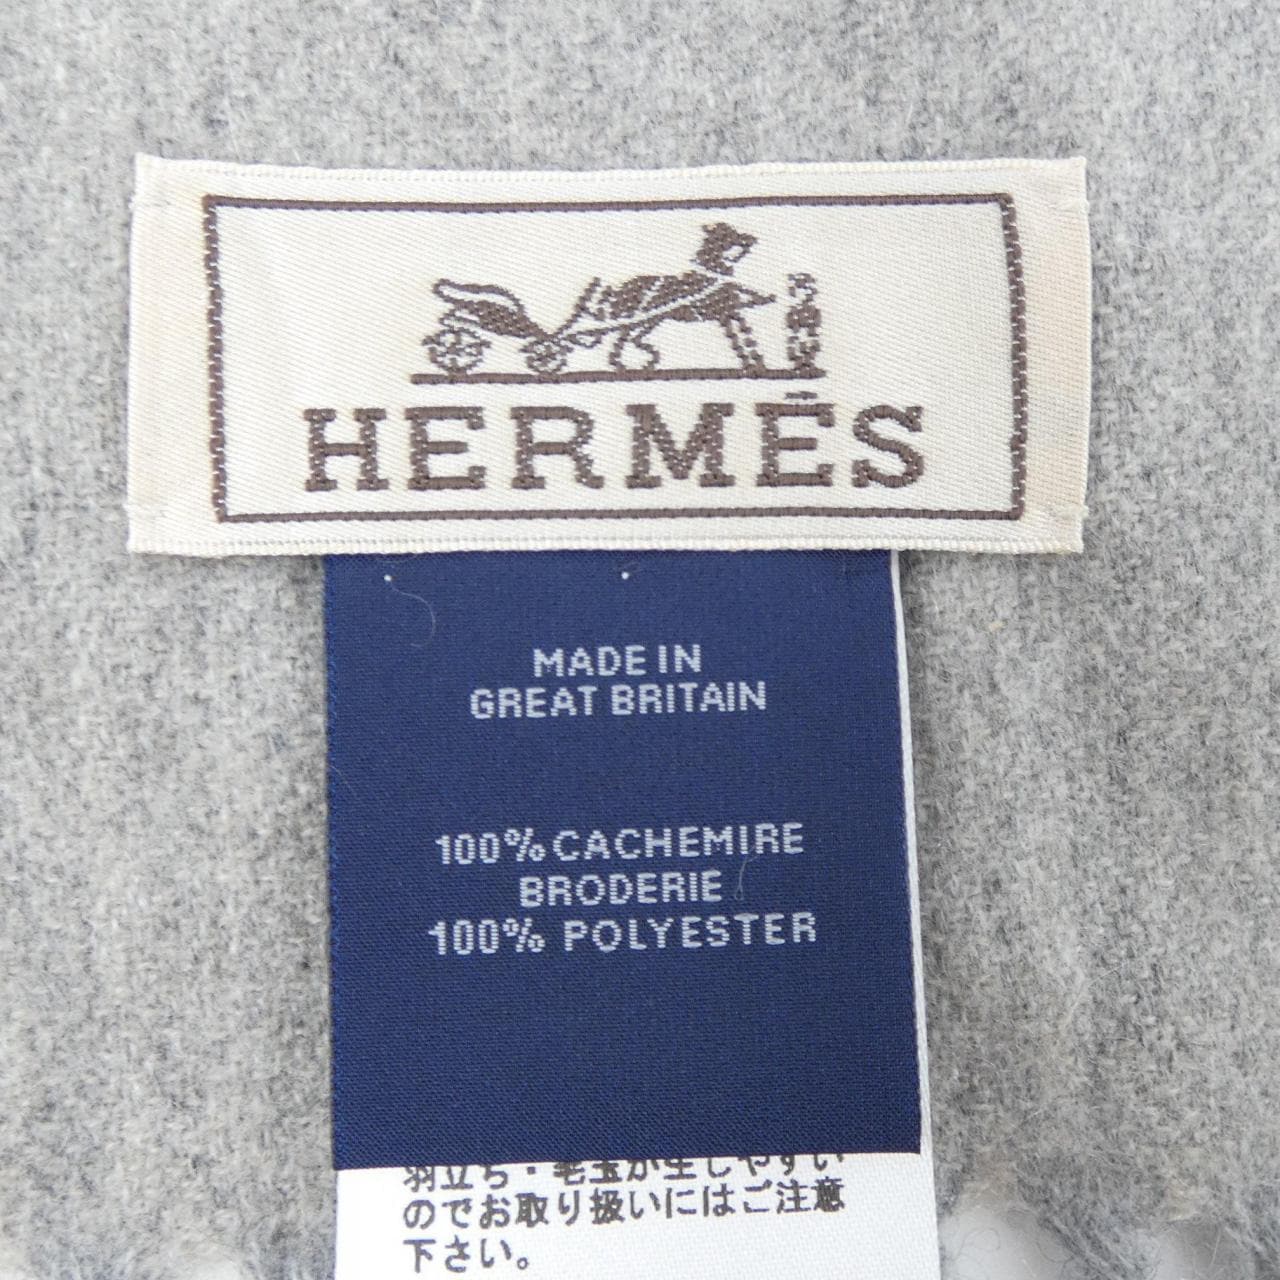 HERMÈS
MADE IN
GREAT BRITAIN
100% CACHEMIRE
BRODERIE
100% POLYESTER
羽立ち・毛玉が生じやすい
のでお取り扱いにはご注意
下さい。